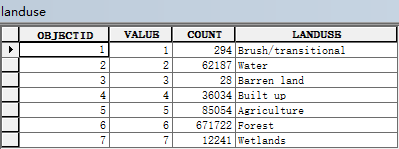 landuse
OBJECTID VALUE COUNT LANDUSE
1 1 294 Brush/transitional
2 2 62187 Water
3 3 28 Barren land
4 4 36034 Built up
5 5 85054 Agriculture
6 6 671722 Forest
7 7 12241 Wetlands